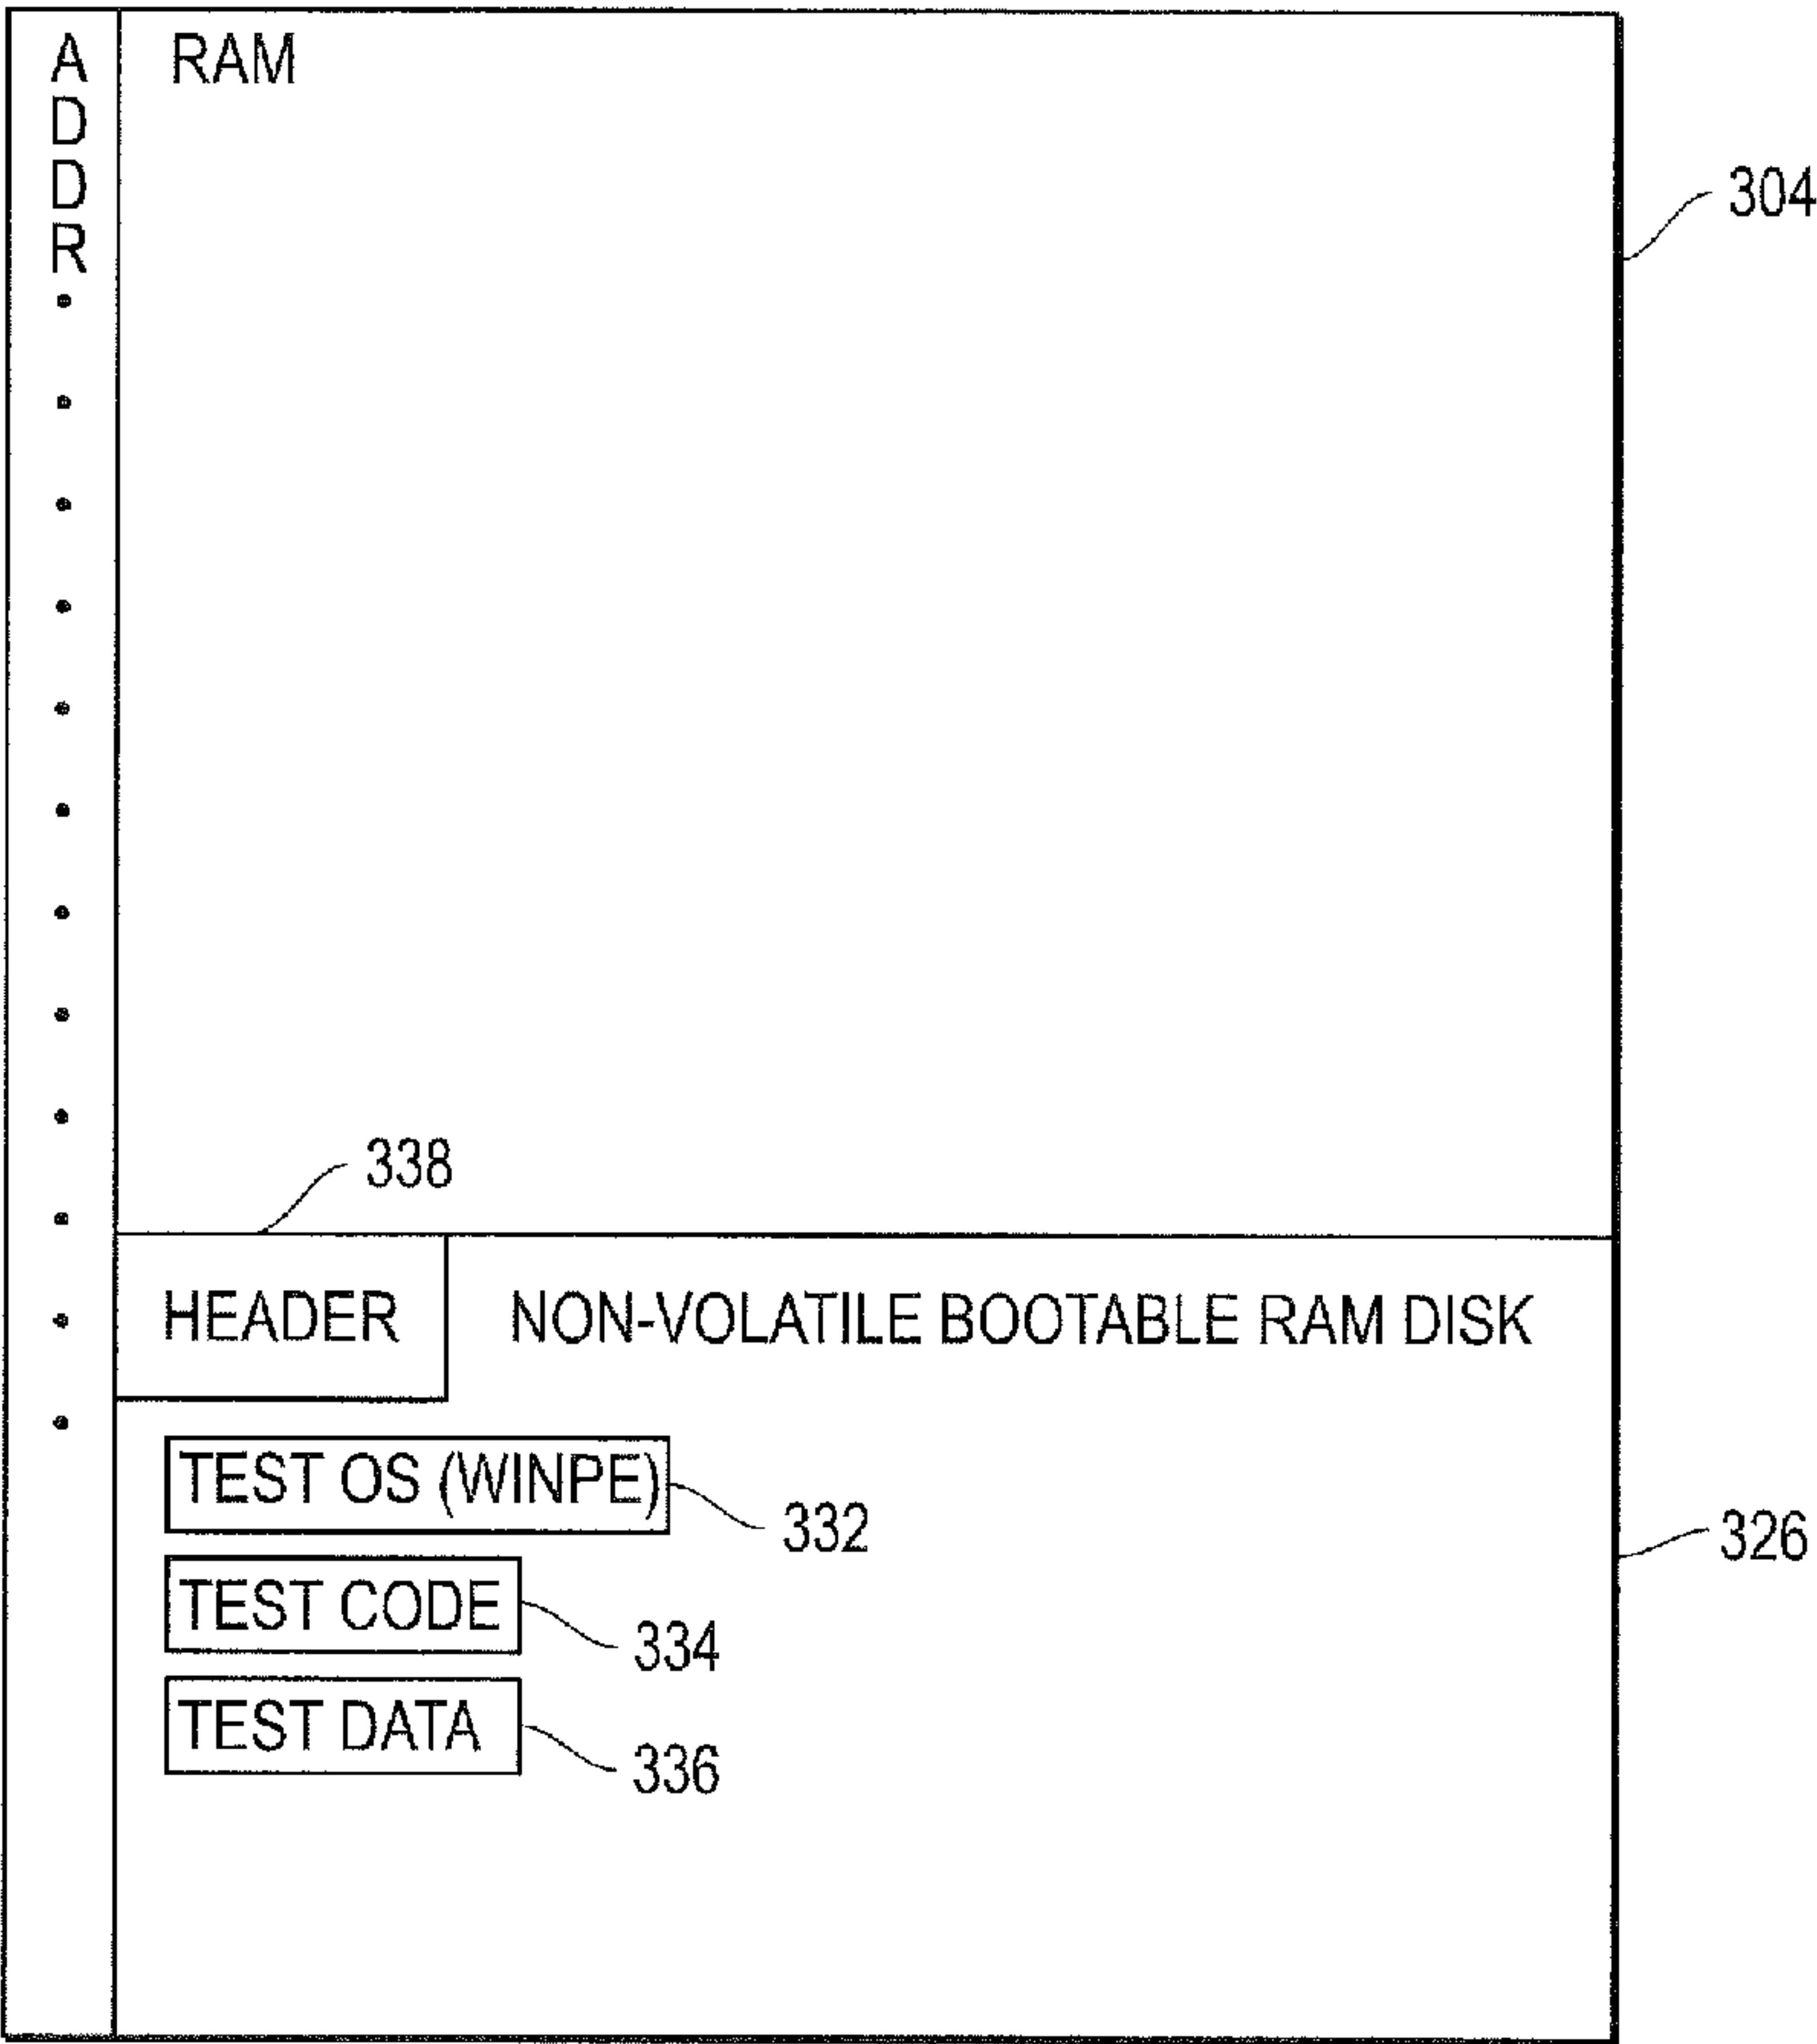 ADDR
RAM
304
338
HEADER
NON-VOLATILE BOOTABLE RAM DISK
TEST OS (WINPE)
332
326
TEST CODE
334
TEST DATA
336